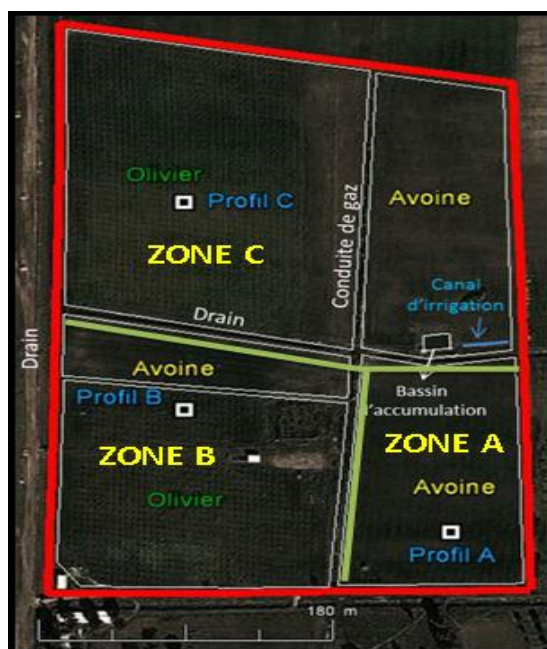 Olivier
Profil C
ZONE C
Conduite de gaz
Avoine
Canal
d'irrigation
Drain
Drain
Avoine
Bassin
d'accumulation
Profil B
ZONE B
ZONE A
Olivier
Avoine
Profil A
180 m